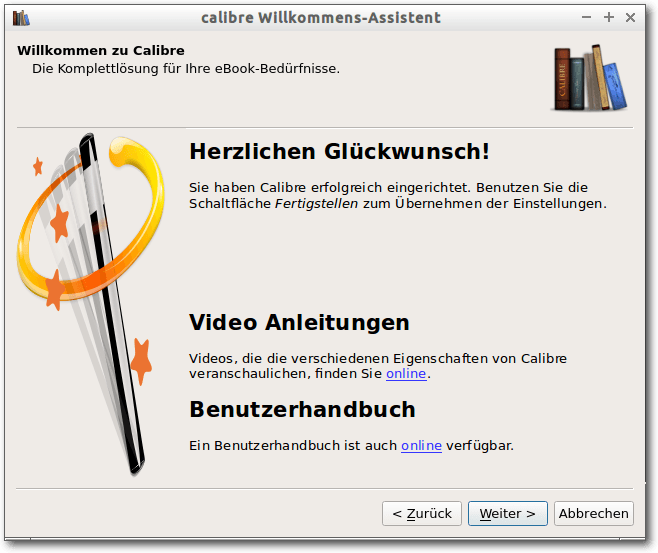 calibre Willkommens-Assistent
Willkommen zu Calibre
Die Komplettlösung für Ihre eBook-Bedürfnisse.
CALIBRE
Herzlichen Glückwunsch!
Sie haben Calibre erfolgreich eingerichtet. Benutzen Sie die
Schaltfläche Fertigstellen zum Übernehmen der Einstellungen.
Video Anleitungen
Videos, die die verschiedenen Eigenschaften von Calibre
veranschaulichen, finden Sie online.
Benutzerhandbuch
Ein Benutzerhandbuch ist auch online verfügbar.
< Zurück Weiter > Abbrechen